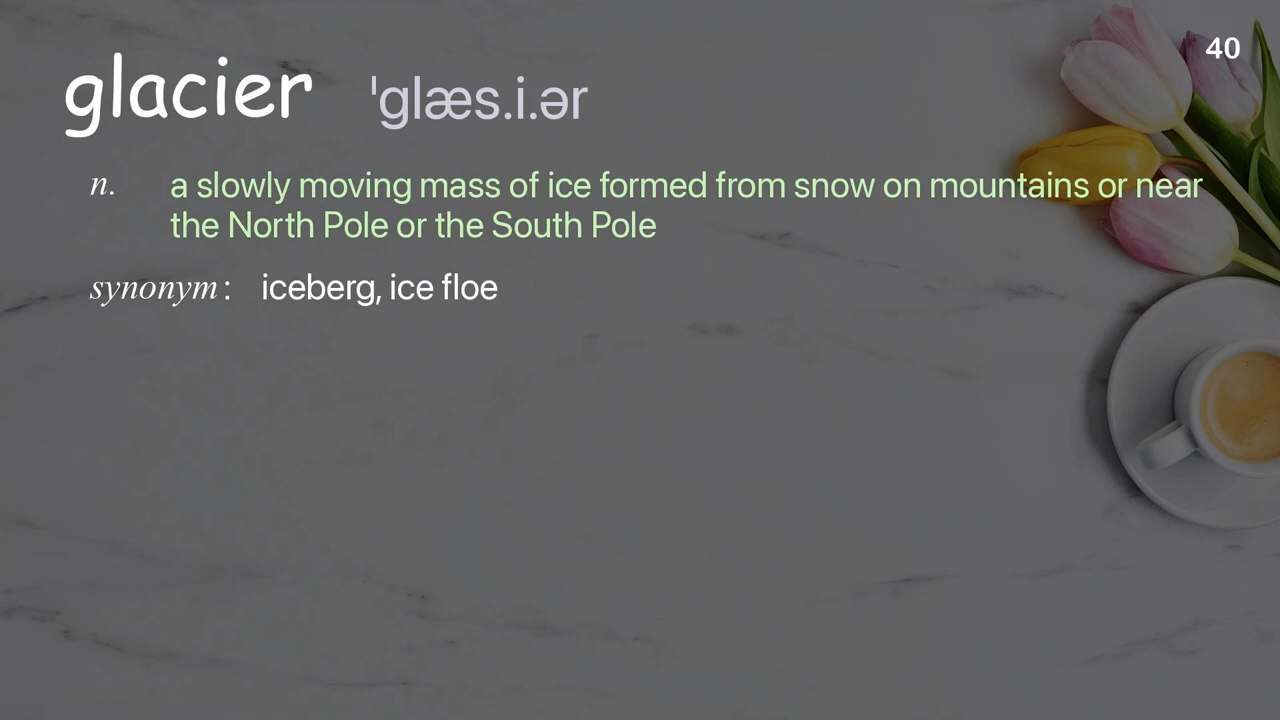 40
glacier ˈɡlæs.i.ər
n. a slowly moving mass of ice formed from snow on mountains or near
the North Pole or the South Pole
synonym: iceberg, ice floe